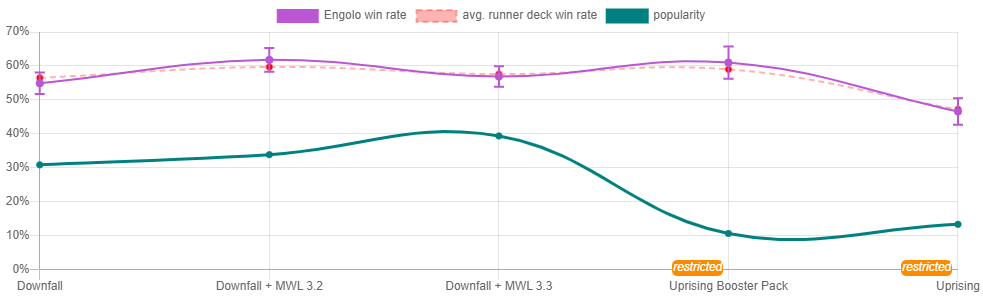 Engolo win rate avg. runner deck win rate popularity
70%
60%
50%
40%
30%
20%
10%
0%
restricted restricted
Downfall Downfall + MWL 3.2 Downfall + MWL 3.3 Uprising Booster Pack Uprising